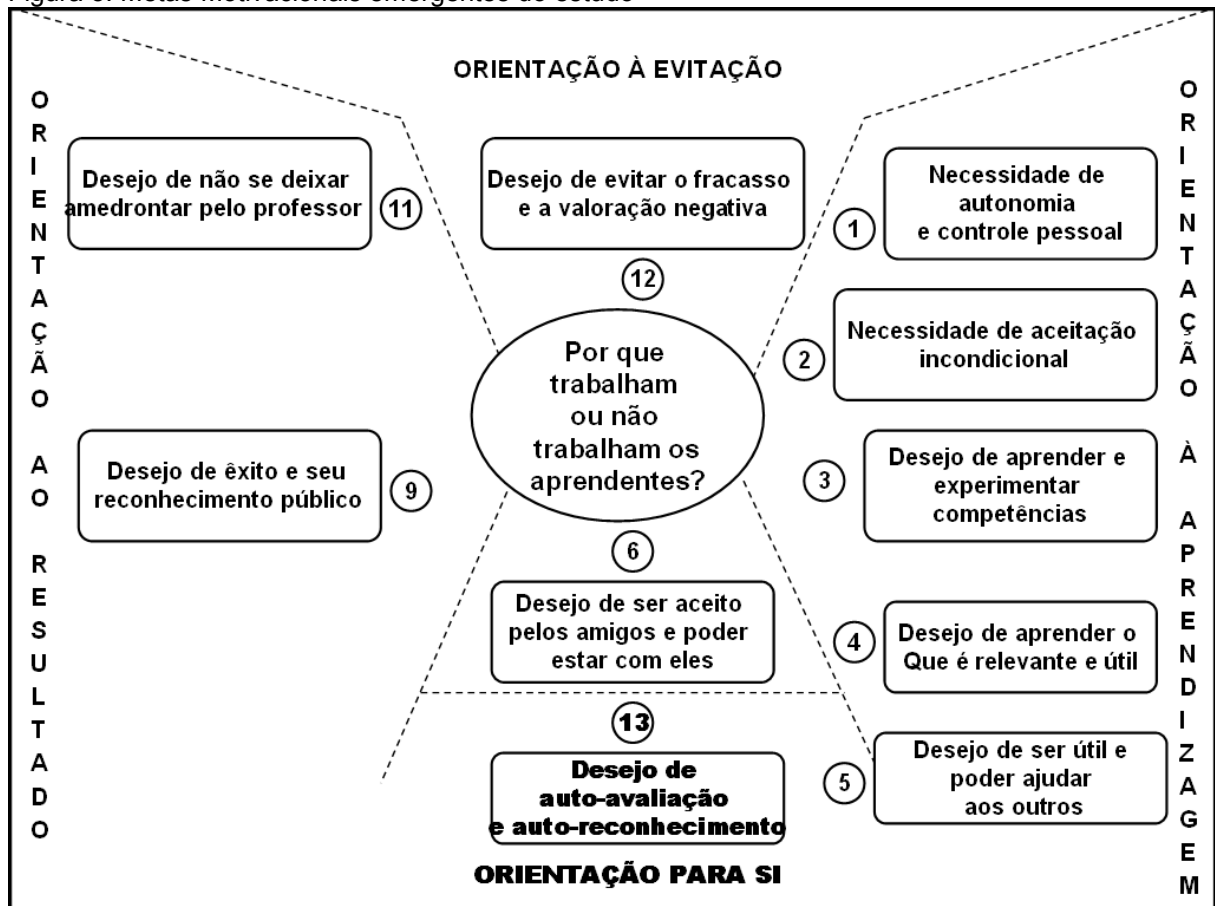 Figura 3. Metas motivacionais emergentes do estudo
ORIENTAÇÃO À EVITAÇÃO
ORIENTAÇÃO AO RESULTADO
Desejo de não se deixar
amedrontar pelo professor
11
Desejo de evitar o fracasso
e a valoração negativa
12
1
Necessidade de
autonomia
e controle pessoal
2
Necessidade de aceitação
incondicional
Por que
trabalham
ou não
trabalham os
aprendentes?
Desejo de êxito e seu
reconhecimento público
9
3
Desejo de aprender e
experimentar
competências
6
Desejo de ser aceito
pelos amigos e poder
estar com eles
4
Desejo de aprender o
Que é relevante e útil
13
Desejo de
auto-avaliação
e auto-reconhecimento
5
Desejo de ser útil e
poder ajudar
aos outros
ORIENTAÇÃO PARA SI
ORIENTAÇÃO À APRENDIZAGEM